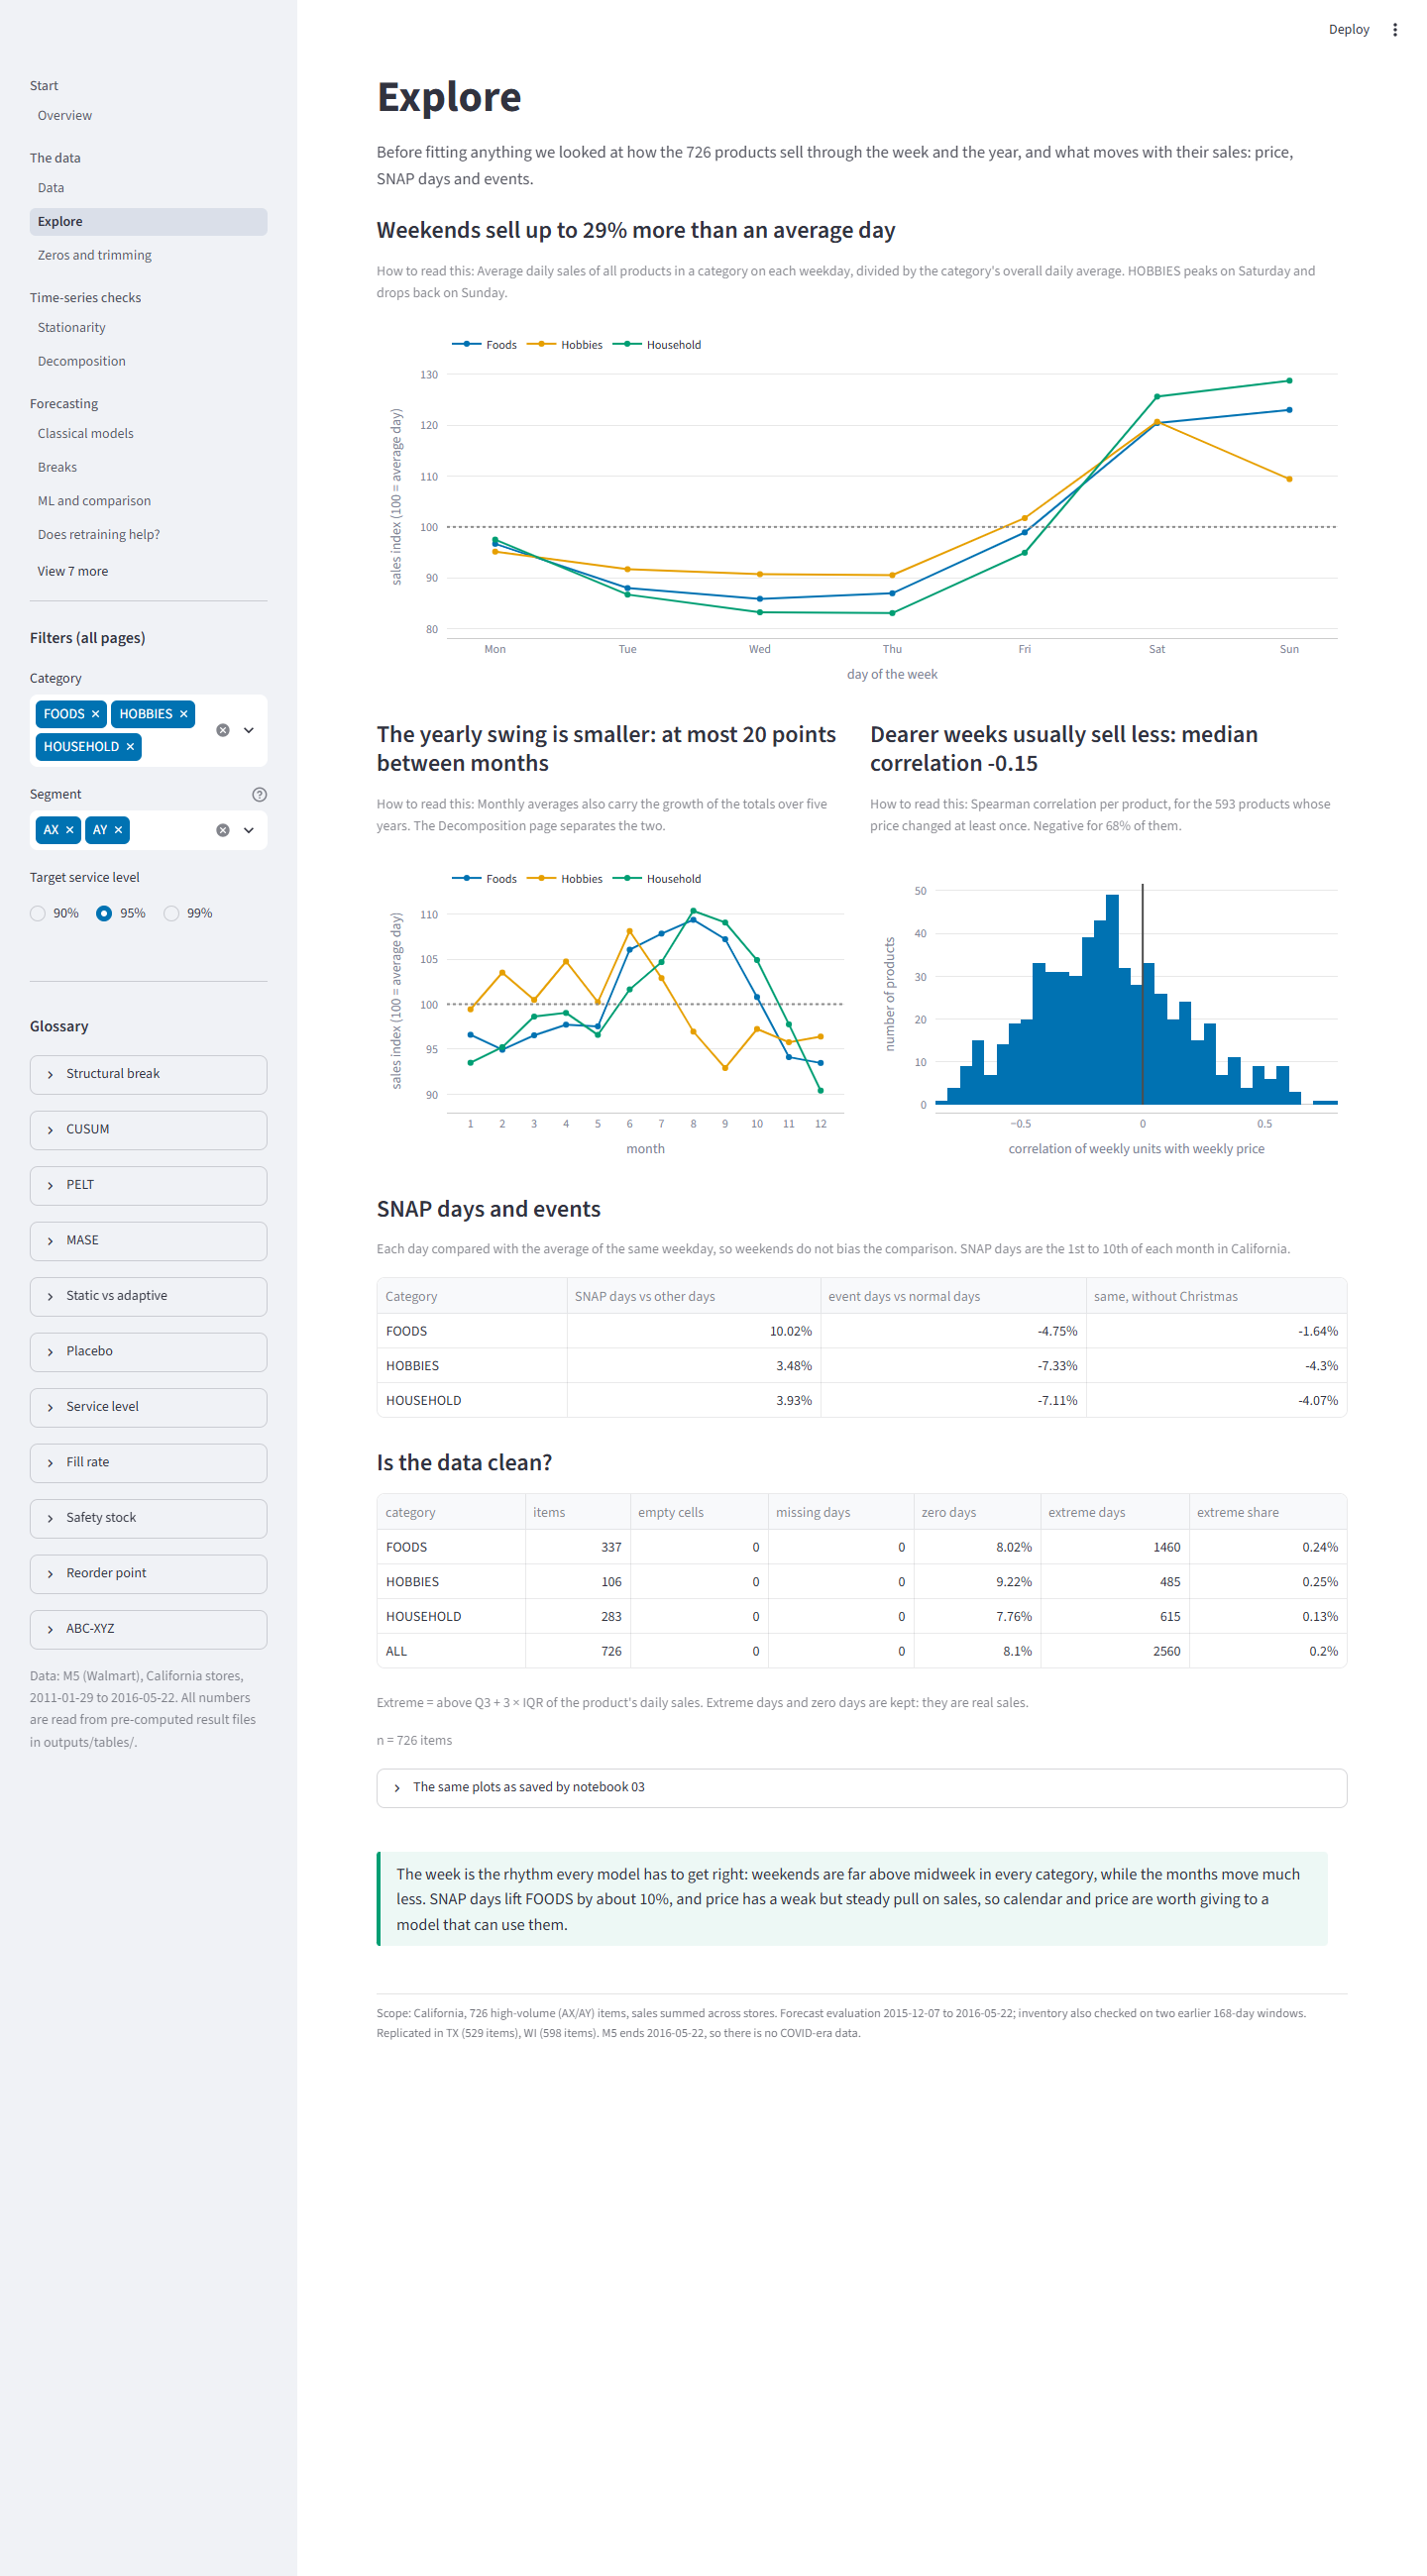 Deploy
Start
Overview
The data
Data
Explore
Zeros and trimming
Time-series checks
Stationarity
Decomposition
Forecasting
Classical models
Breaks
ML and comparison
Does retraining help?
View 7 more
Filters (all pages)
Category
FOODS × HOBBIES ×
HOUSEHOLD ×
Segment
AX × AY ×
Target service level
90% 95% 99%
Glossary
Structural break
CUSUM
PELT
MASE
Static vs adaptive
Placebo
Service level
Fill rate
Safety stock
Reorder point
ABC-XYZ
Data: M5 (Walmart), California stores,
2011-01-29 to 2016-05-22. All numbers
are read from pre-computed result files
in outputs/tables/.
Explore
Before fitting anything we looked at how the 726 products sell through the week and the year, and what moves with their sales: price,
SNAP days and events.
Weekends sell up to 29% more than an average day
How to read this: Average daily sales of all products in a category on each weekday, divided by the category's overall daily average. HOBBIES peaks on Saturday and
drops back on Sunday.
Foods Hobbies Household
sales index (100 = average day)
130
120
110
100
90
80
Mon Tue Wed Thu Fri Sat Sun
day of the week
The yearly swing is smaller: at most 20 points
between months
How to read this: Monthly averages also carry the growth of the totals over five
years. The Decomposition page separates the two.
Foods Hobbies Household
sales index (100 = average day)
110
105
100
95
90
1 2 3 4 5 6 7 8 9 10 11 12
month
Dearer weeks usually sell less: median
correlation -0.15
How to read this: Spearman correlation per product, for the 593 products whose
price changed at least once. Negative for 68% of them.
number of products
50
40
30
20
10
0
−0.5 0 0.5
correlation of weekly units with weekly price
SNAP days and events
Each day compared with the average of the same weekday, so weekends do not bias the comparison. SNAP days are the 1st to 10th of each month in California.
Category SNAP days vs other days event days vs normal days same, without Christmas
FOODS 10.02% -4.75% -1.64%
HOBBIES 3.48% -7.33% -4.3%
HOUSEHOLD 3.93% -7.11% -4.07%
Is the data clean?
category items empty cells missing days zero days extreme days extreme share
FOODS 337 0 0 8.02% 1460 0.24%
HOBBIES 106 0 0 9.22% 485 0.25%
HOUSEHOLD 283 0 0 7.76% 615 0.13%
ALL 726 0 0 8.1% 2560 0.2%
Extreme = above Q3 + 3 × IQR of the product's daily sales. Extreme days and zero days are kept: they are real sales.
n = 726 items
The same plots as saved by notebook 03
The week is the rhythm every model has to get right: weekends are far above midweek in every category, while the months move much
less. SNAP days lift FOODS by about 10%, and price has a weak but steady pull on sales, so calendar and price are worth giving to a
model that can use them.
Scope: California, 726 high-volume (AX/AY) items, sales summed across stores. Forecast evaluation 2015-12-07 to 2016-05-22; inventory also checked on two earlier 168-day windows.
Replicated in TX (529 items), WI (598 items). M5 ends 2016-05-22, so there is no COVID-era data.